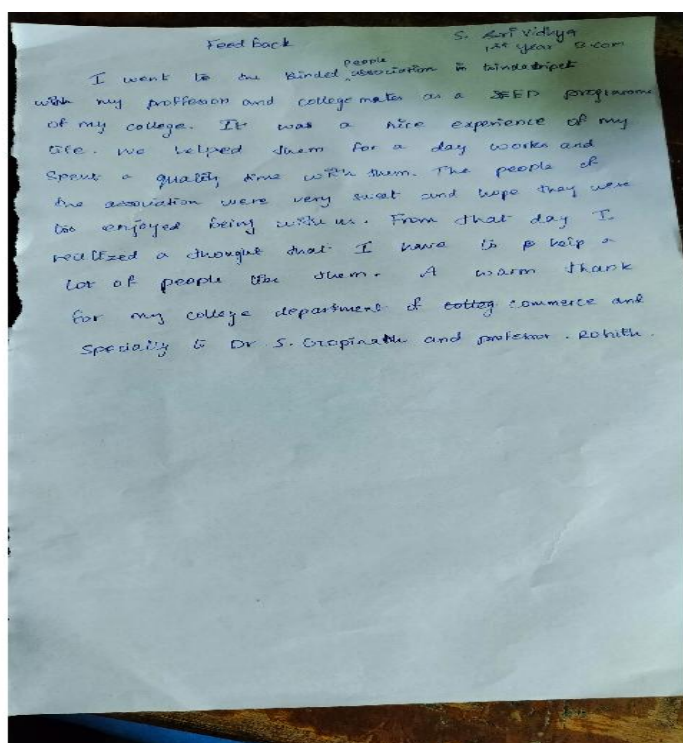 Feed back
S. Sri Vidhya
1st year B.com
I went to the Binded people association in
with my proffesor and college mates as a SEED programme
of my college. It was a nice experience of my
life. We helped them for a day works and
Spent a quality time with them. The people of
the association were very sweet and hope they were
too enjoyed being with us. From that day I
realized a thought that I have to help a
lot of people like them. A warm thank
for my college department of commerce and
Specially to Dr S. Gopinath and professor. Rohith.